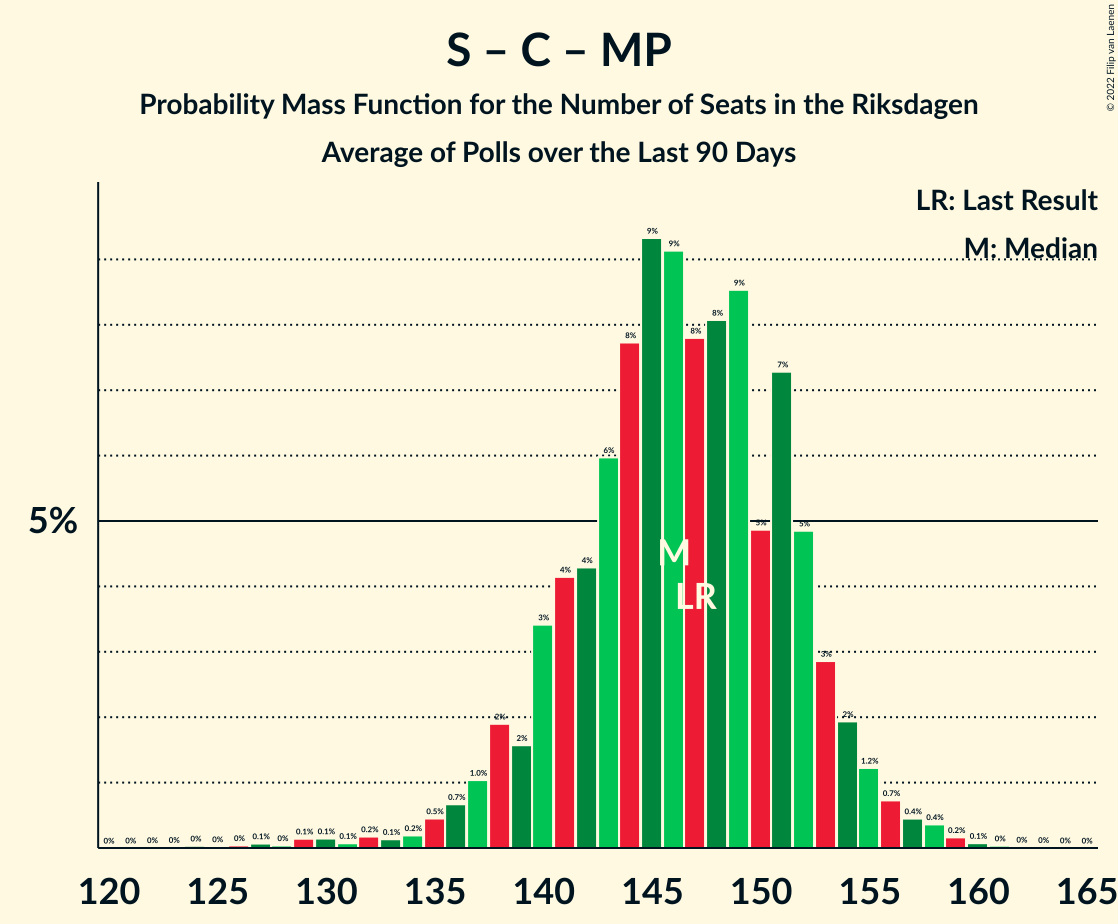 S – C – MP
Probability Mass Function for the Number of Seats in the Riksdagen
Average of Polls over the Last 90 Days
© 2022 Filip van Laenen
LR: Last Result
M: Median
5%
0% 0% 0% 0% 0% 0% 0% 0.1% 0% 0.1% 0.1% 0.1% 0.2% 0.1% 0.2% 0.5% 0.7% 1.0% 2% 2% 3% 4% 4% 6% 8% 9% 9% 8% 8% 9% 5% 7% 5% 3% 2% 1.2% 0.7% 0.4% 0.4% 0.2% 0.1% 0% 0% 0% 0% 0%
M
LR
120 125 130 135 140 145 150 155 160 165